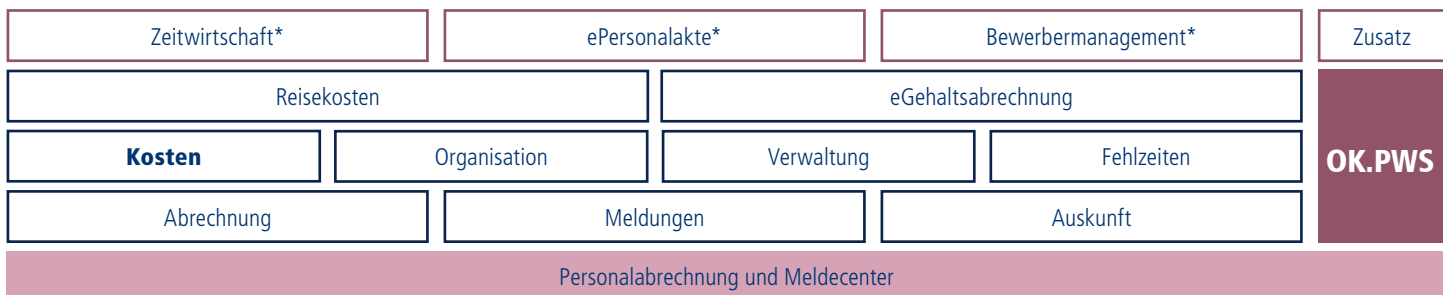 Zeitwirtschaft* ePersonalakte* Bewerbermanagement* Zusatz
Reisekosten eGehaltsabrechnung
Kosten Organisation Verwaltung Fehlzeiten OK.PWS
Abrechnung Meldungen Auskunft
Personalabrechnung und Meldecenter